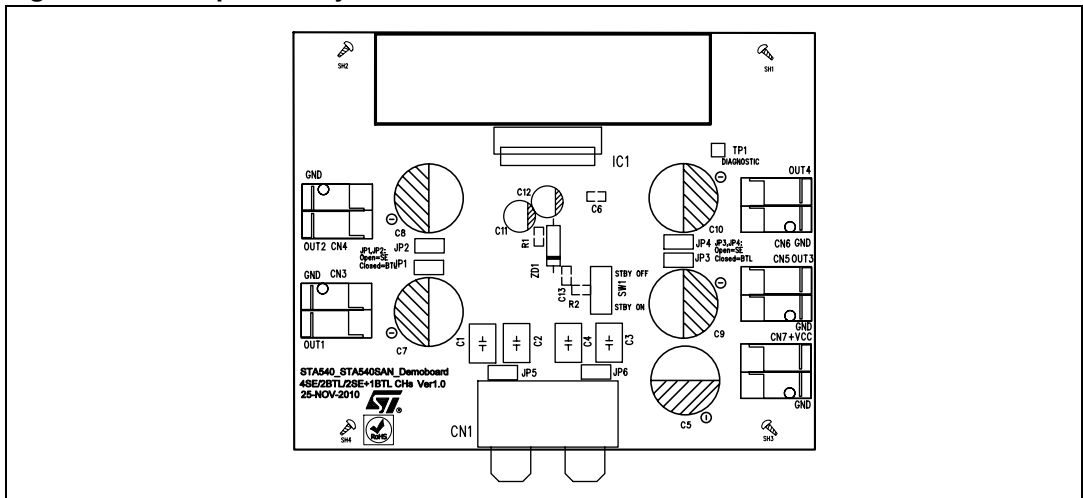 SH2
SH1
IC1
TP1
DIAGNOSTIC
GND
OUT4
C12
C6
C8
C11
C10
R1
OUT2 CN4
JP2
JP1,JP2:
Open=SE
Closed=BTL
JP1
JP4
JP3
JP3,JP4:
Open=SE
Closed=BTL
CN6 GND
CN5 OUT3
GND CN3
ZD1
C13
R2
SW1
STBY OFF
STBY ON
OUT1
C7
C9
GND
CN7 +VCC
C1
C2
C4
C3
JP5
JP6
STA540_STA540SAN_Demoboard
4SE/2BTL/2SE+1BTL CHs Ver1.0
25-NOV-2010
ST
RoHS
SH4
CN1
C5
GND
SH3